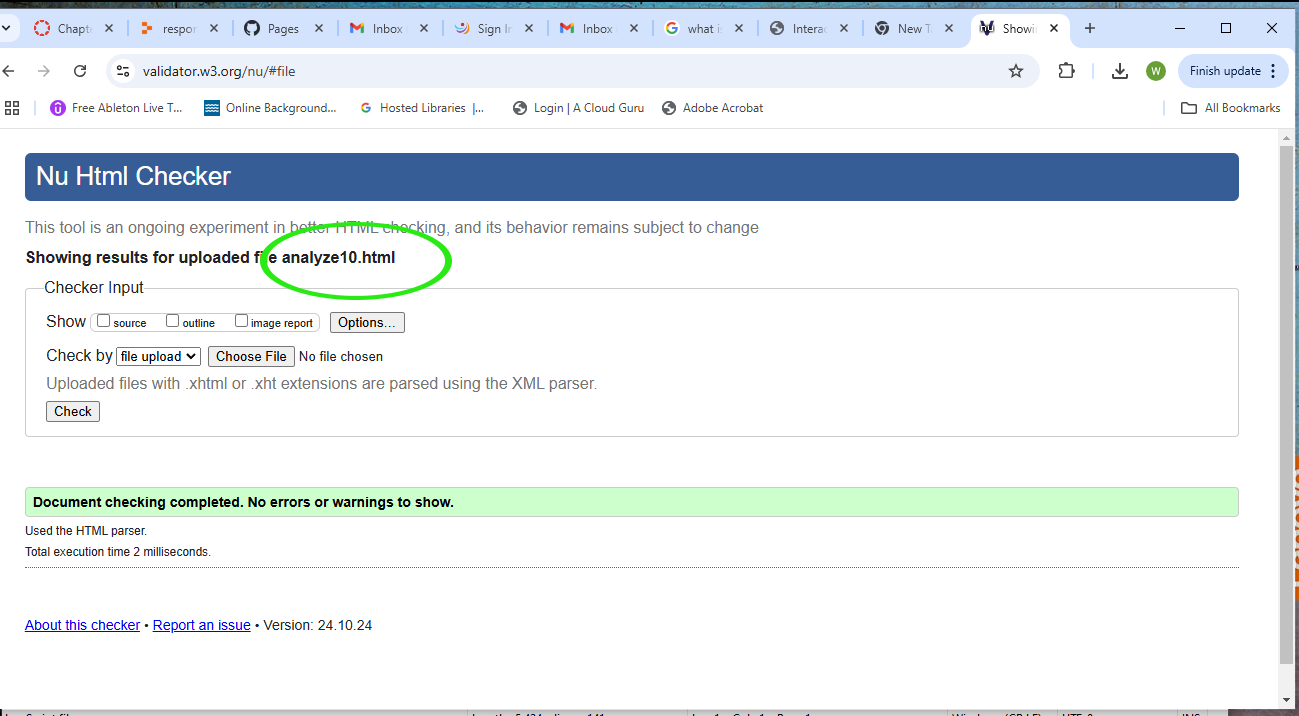 Chapt
respor
Pages
Inbox
Sign In
Inbox
what is
Interac
New T
Showin
validator.w3.org/nu/#file
W
Finish update
Free Ableton Live T...
Online Background...
Hosted Libraries |...
Login | A Cloud Guru
Adobe Acrobat
All Bookmarks
Nu Html Checker
This tool is an ongoing experiment in better HTML checking, and its behavior remains subject to change
Showing results for uploaded file analyze10.html
Checker Input
Show source outline image report Options...
Check by file upload Choose File No file chosen
Uploaded files with .xhtml or .xht extensions are parsed using the XML parser.
Check
Document checking completed. No errors or warnings to show.
Used the HTML parser.
Total execution time 2 milliseconds.
About this checker • Report an issue • Version: 24.10.24